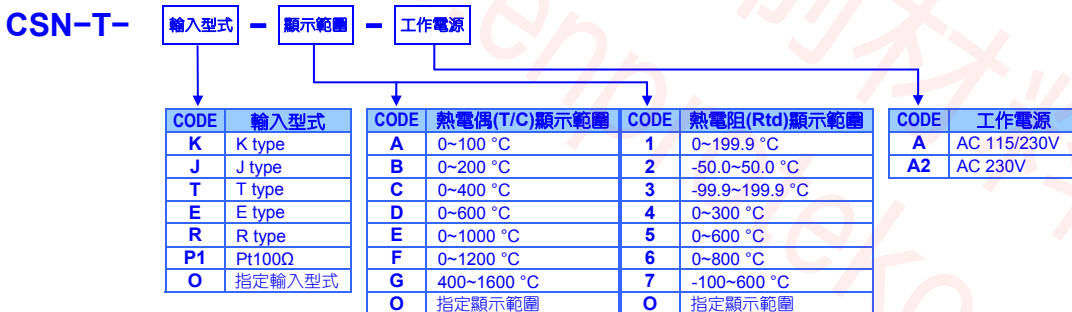 CSN-T- 輸入型式 - 顯示範圍 - 工作電源
CODE 輸入型式
K K type
J J type
T T type
E E type
R R type
P1 Pt100Ω
O 指定輸入型式
CODE 熱電偶(T/C)顯示範圍
A 0~100 °C
B 0~200 °C
C 0~400 °C
D 0~600 °C
E 0~1000 °C
F 0~1200 °C
G 400~1600 °C
O 指定顯示範圍
CODE 熱電阻(Rtd)顯示範圍
1 0~199.9 °C
2 -50.0~50.0 °C
3 -99.9~199.9 °C
4 0~300 °C
5 0~600 °C
6 0~800 °C
7 -100~600 °C
O 指定顯示範圍
CODE 工作電源
A AC 115/230V
A2 AC 230V